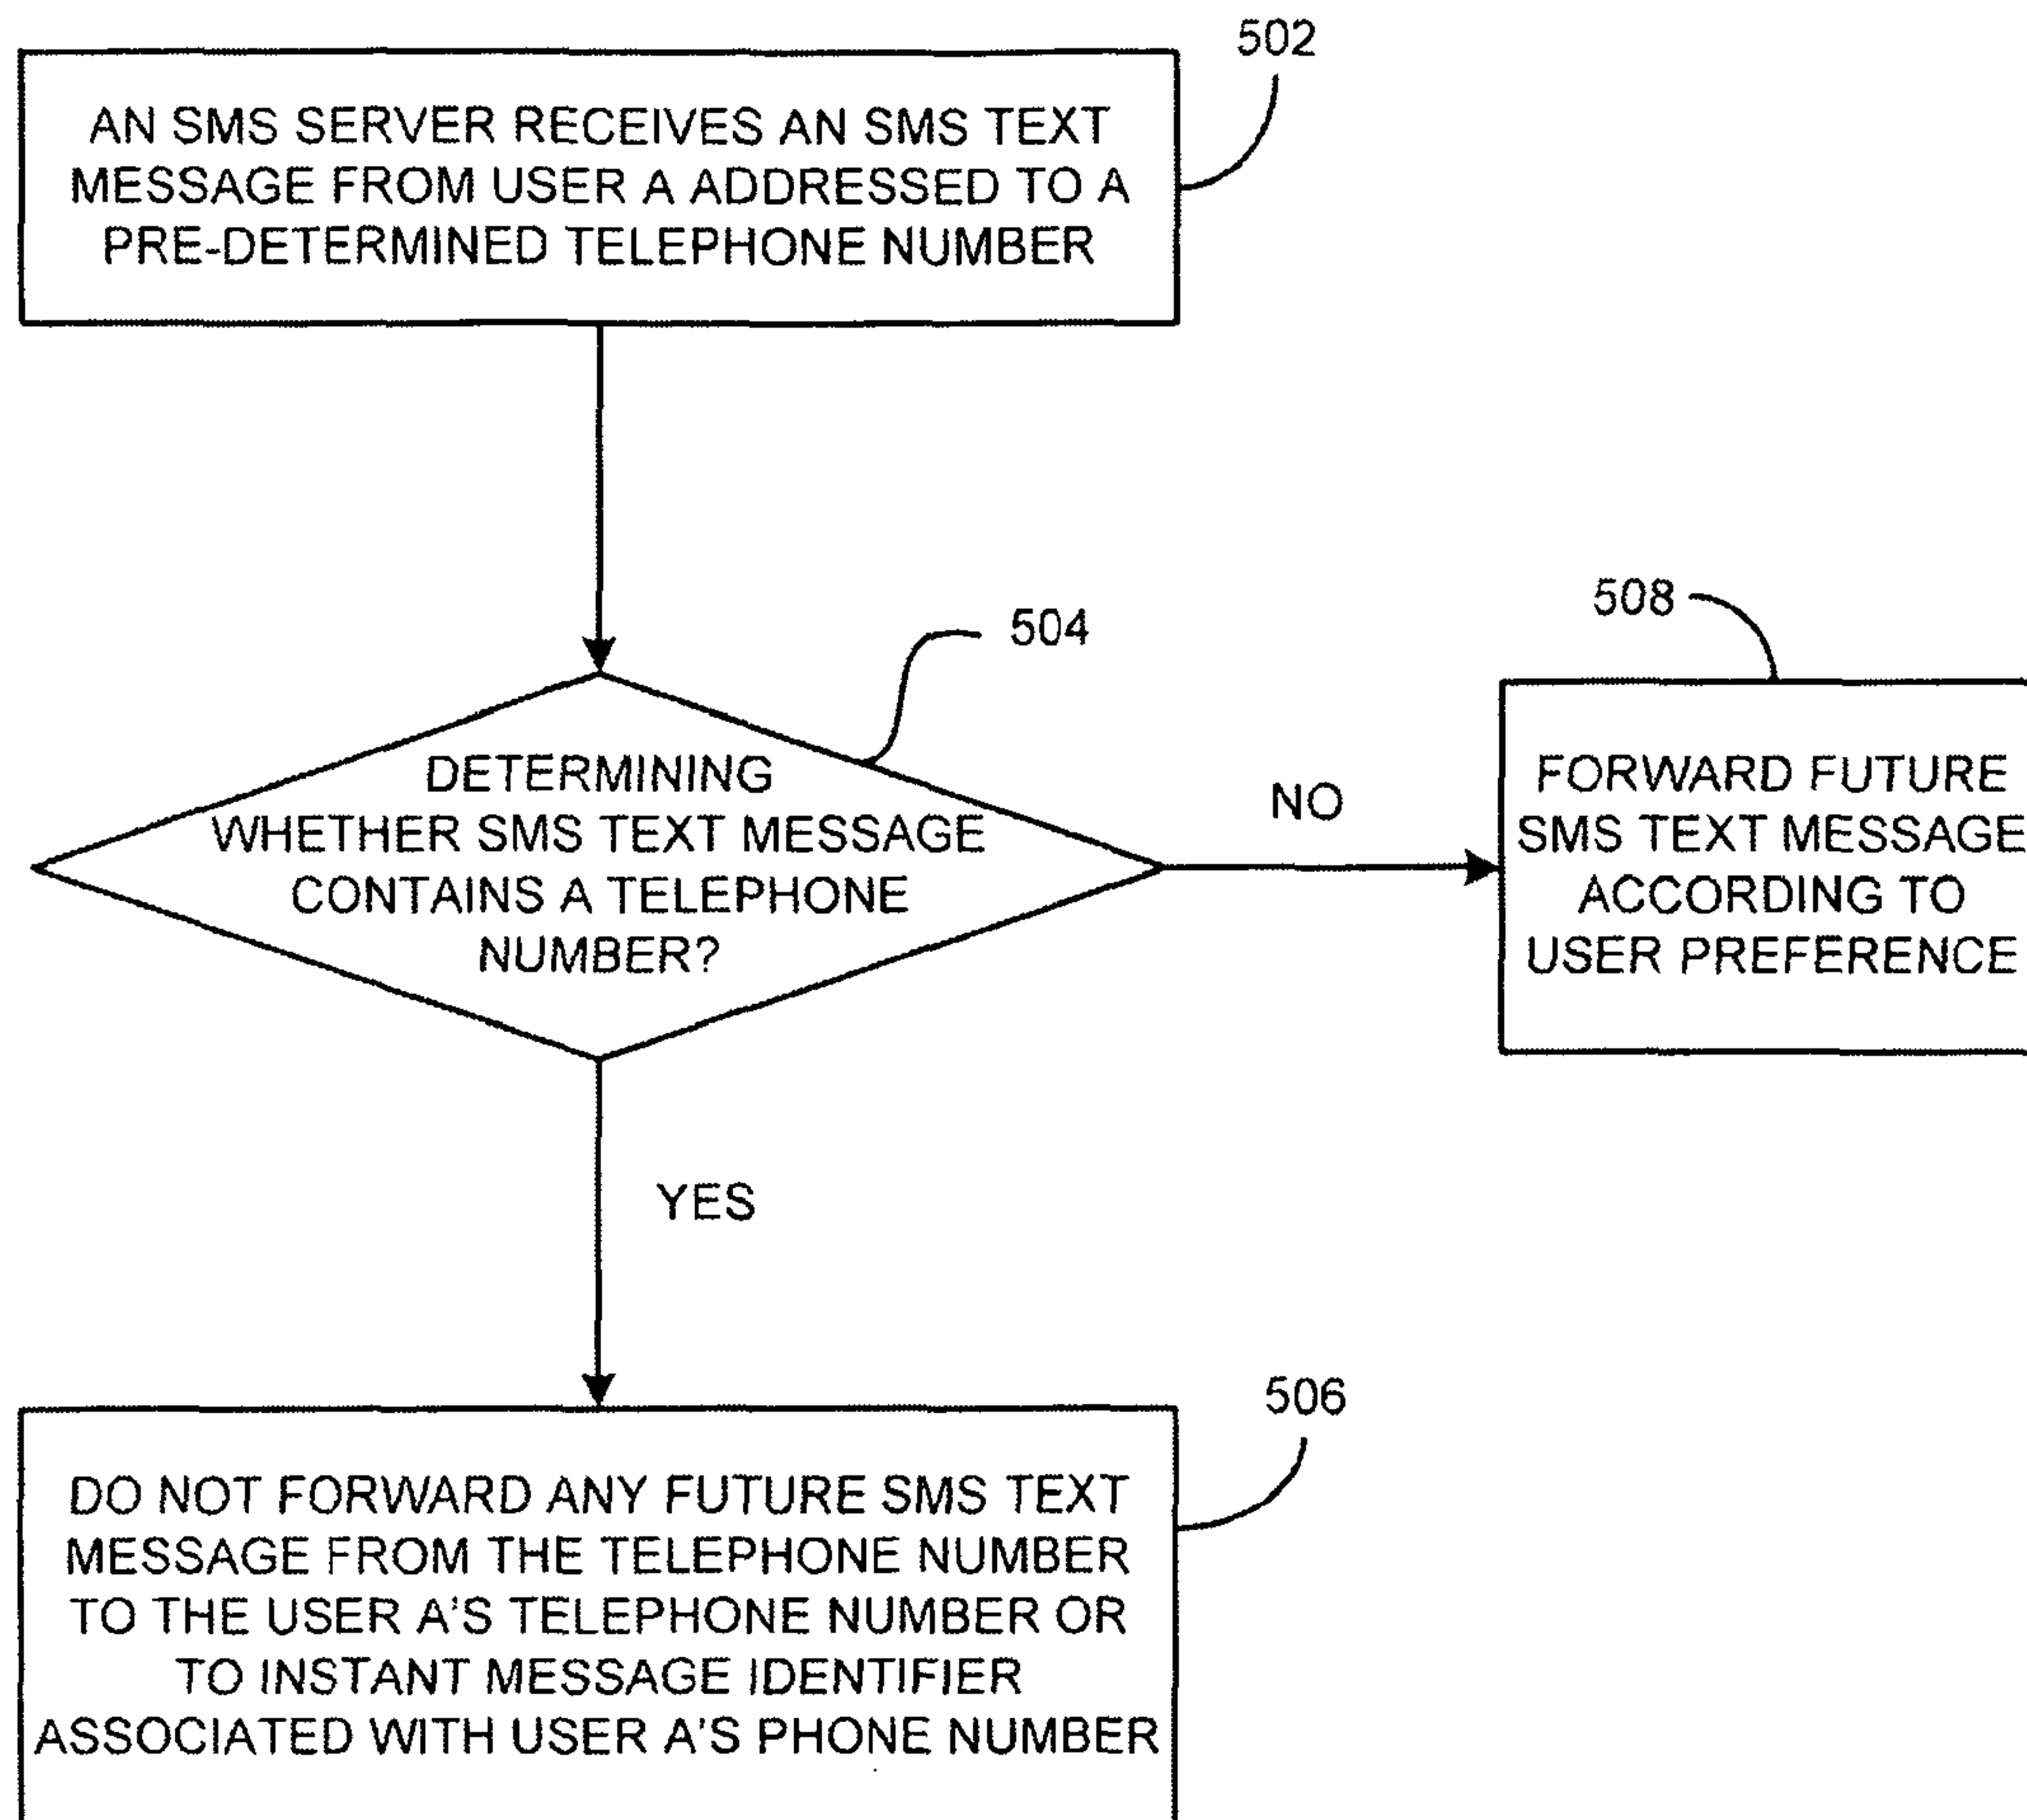 502
AN SMS SERVER RECEIVES AN SMS TEXT
MESSAGE FROM USER A ADDRESSED TO A
PRE-DETERMINED TELEPHONE NUMBER
504
DETERMINING
WHETHER SMS TEXT MESSAGE
CONTAINS A TELEPHONE
NUMBER?
NO
508
FORWARD FUTURE
SMS TEXT MESSAGE
ACCORDING TO
USER PREFERENCE
YES
506
DO NOT FORWARD ANY FUTURE SMS TEXT
MESSAGE FROM THE TELEPHONE NUMBER
TO THE USER A'S TELEPHONE NUMBER OR
TO INSTANT MESSAGE IDENTIFIER
ASSOCIATED WITH USER A'S PHONE NUMBER